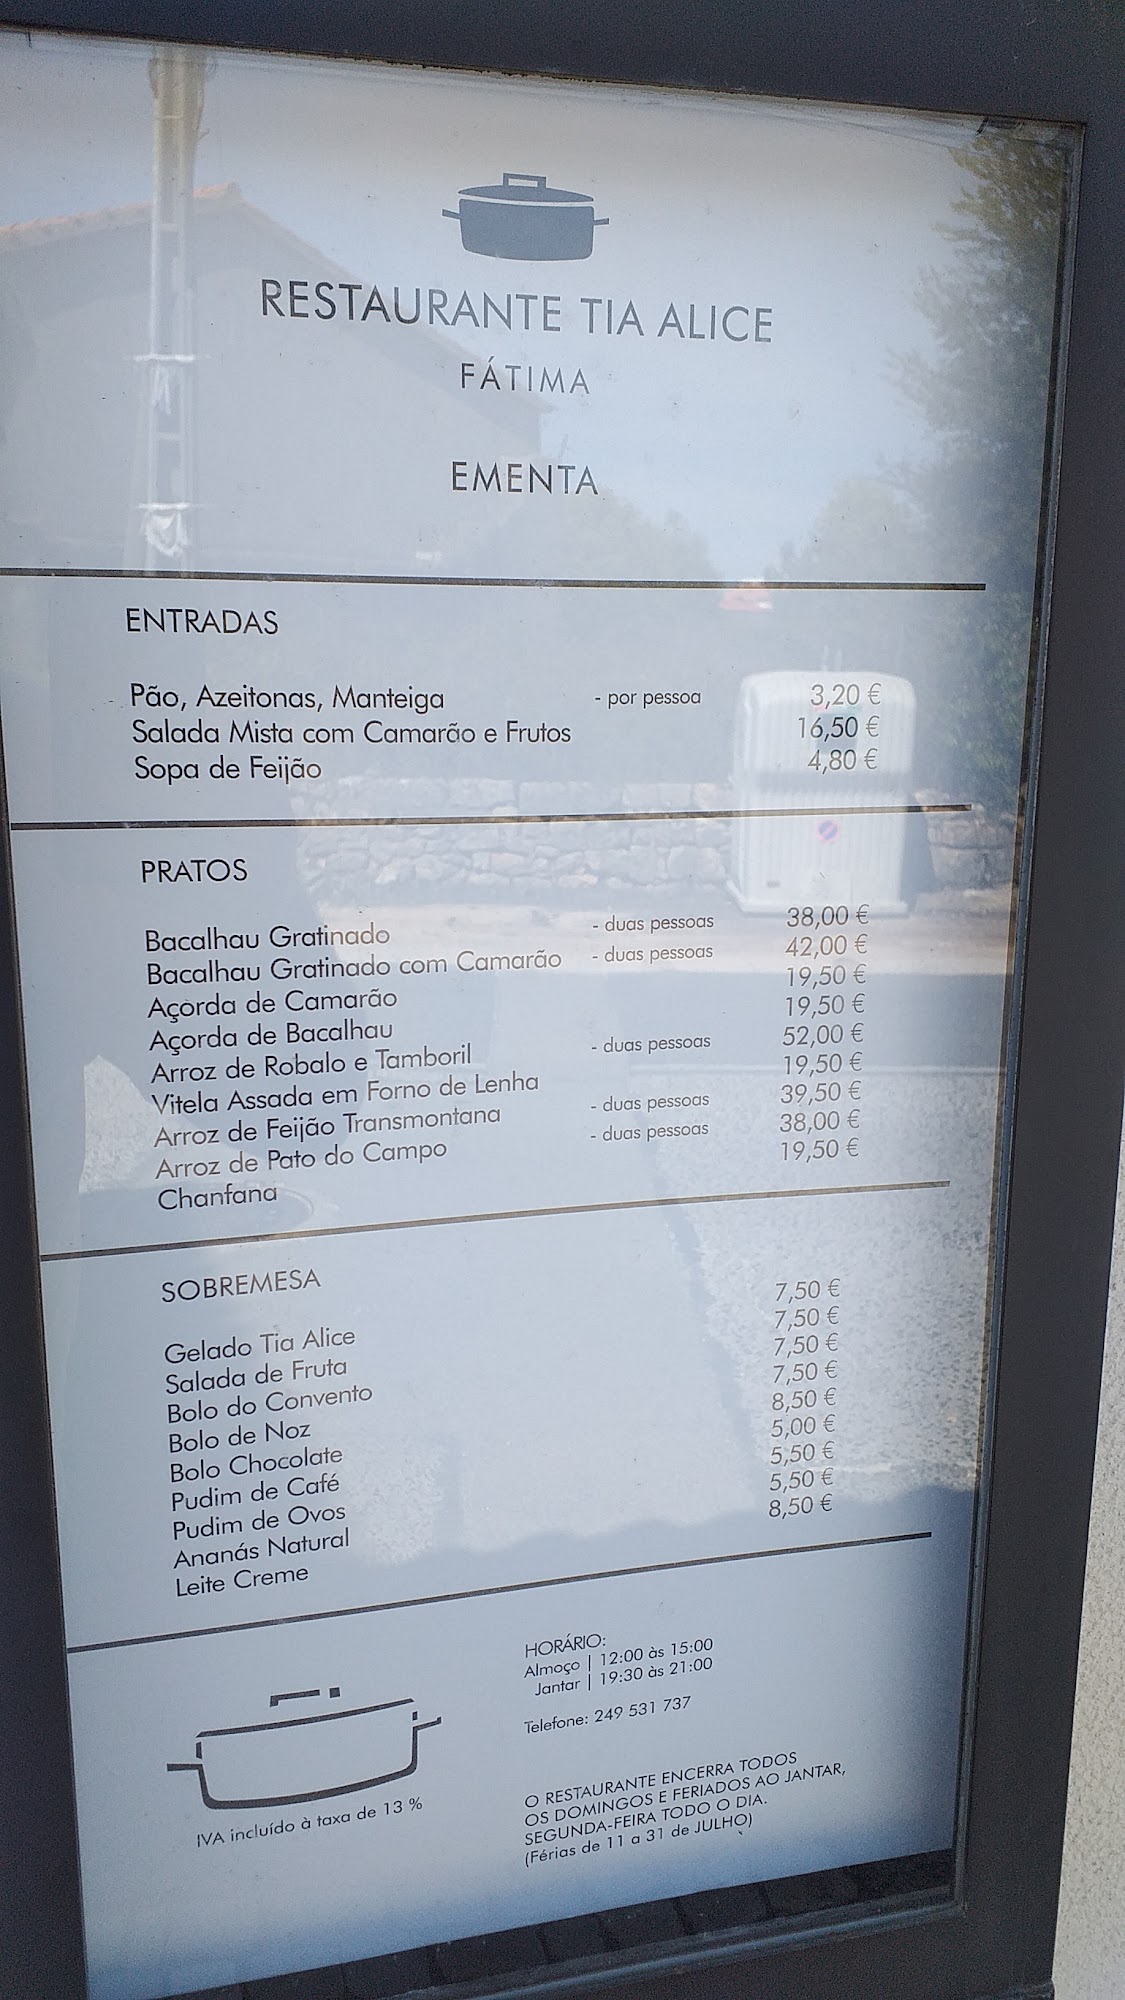 RESTAURANTE TIA ALICE
FÁTIMA
EMENTA
ENTRADAS
Pão, Azeitonas, Manteiga - por pessoa 3,20 €
Salada Mista com Camarão e Frutos 16,50 €
Sopa de Feijão 4,80 €
PRATOS
Bacalhau Gratinado - duas pessoas 38,00 €
Bacalhau Gratinado com Camarão - duas pessoas 42,00 €
Açorda de Camarão 19,50 €
Açorda de Bacalhau 19,50 €
Arroz de Robalo e Tamboril - duas pessoas 52,00 €
Vitela Assada em Forno de Lenha 19,50 €
Arroz de Feijão Transmontana - duas pessoas 39,50 €
Arroz de Pato do Campo - duas pessoas 38,00 €
Chanfana 19,50 €
SOBREMESA
Gelado Tia Alice 7,50 €
Salada de Fruta 7,50 €
Bolo do Convento 7,50 €
Bolo de Noz 7,50 €
Bolo Chocolate 8,50 €
Pudim de Café 5,00 €
Pudim de Ovos 5,50 €
Ananás Natural 5,50 €
Leite Creme 8,50 €
HORÁRIO:
Almoço | 12:00 às 15:00
Jantar | 19:30 às 21:00
Telefone: 249 531 737
IVA incluído à taxa de 13 %
O RESTAURANTE ENCERRA TODOS
OS DOMINGOS E FERIADOS AO JANTAR,
SEGUNDA-FEIRA TODO O DIA.
(Férias de 11 a 31 de JULHO)